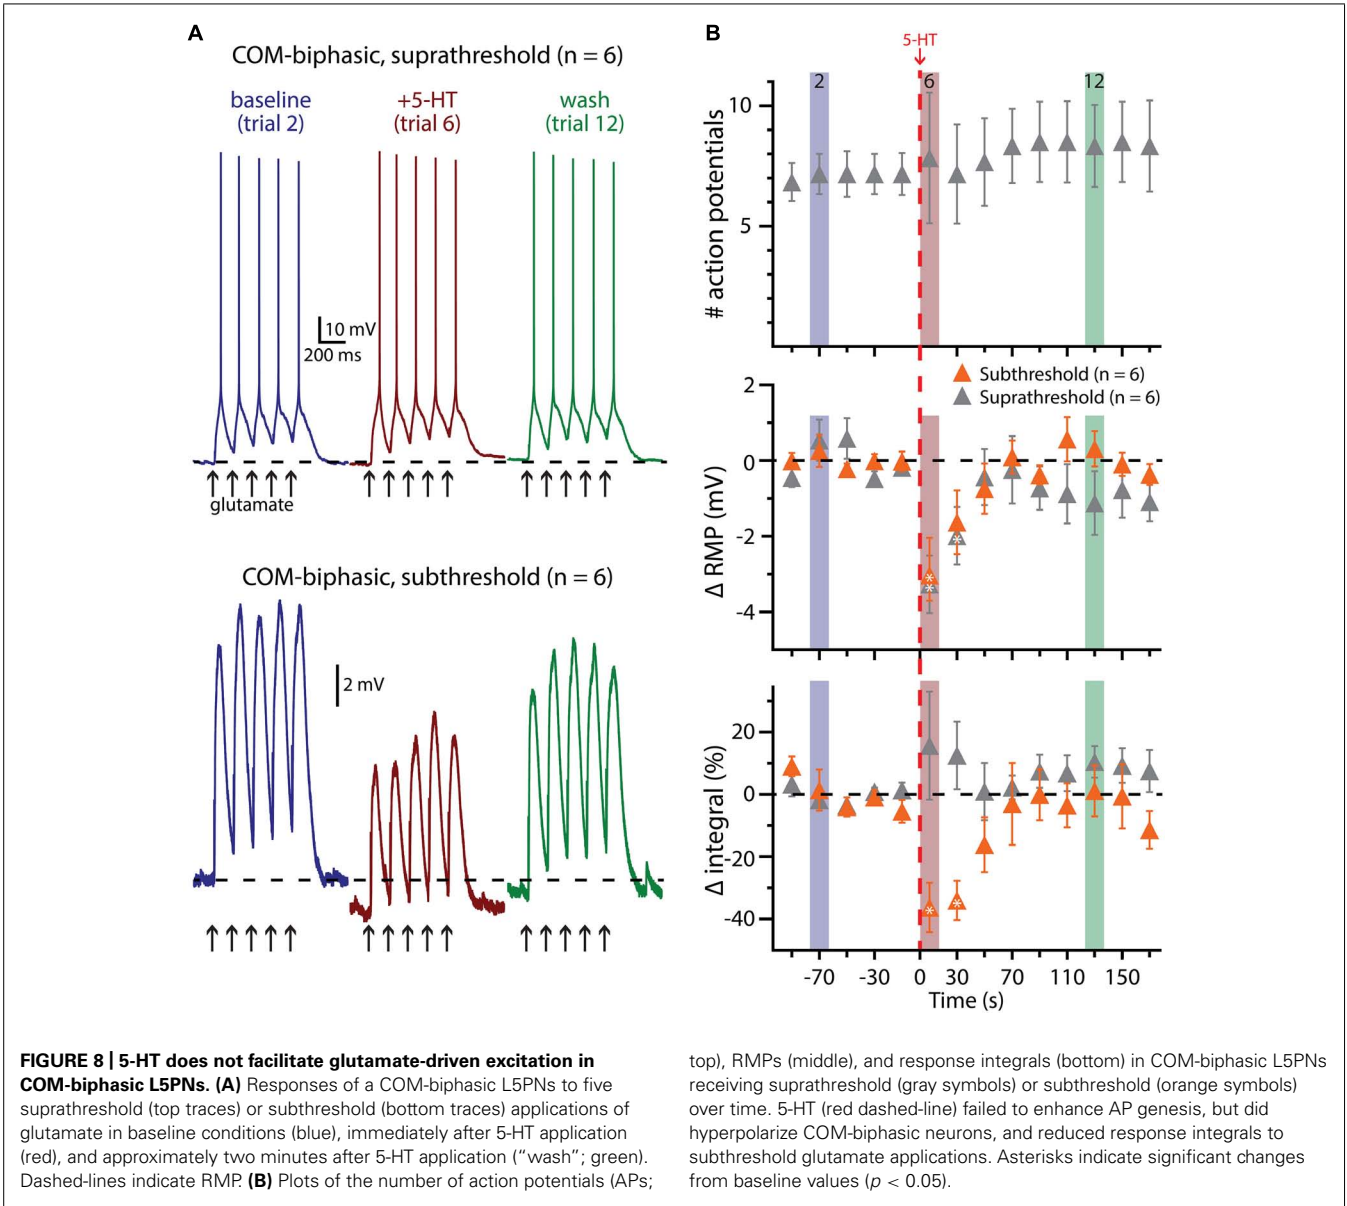 A
COM-biphasic, suprathreshold (n = 6)
baseline
(trial 2)
+5-HT
(trial 6)
wash
(trial 12)
10 mV
200 ms
glutamate
COM-biphasic, subthreshold (n = 6)
2 mV
B
5-HT
2
6
12
# action potentials
10
5
Subthreshold (n = 6)
Suprathreshold (n = 6)
Δ RMP (mV)
2
0
-2
-4
Δ integral (%)
20
0
-20
-40
-70
-30
0
30
70
110
150
Time (s)
FIGURE 8 | 5-HT does not facilitate glutamate-driven excitation in
COM-biphasic L5PNs. (A) Responses of a COM-biphasic L5PNs to five
suprathreshold (top traces) or subthreshold (bottom traces) applications of
glutamate in baseline conditions (blue), immediately after 5-HT application
(red), and approximately two minutes after 5-HT application (“wash”; green).
Dashed-lines indicate RMP. (B) Plots of the number of action potentials (APs;
top), RMPs (middle), and response integrals (bottom) in COM-biphasic L5PNs
receiving suprathreshold (gray symbols) or subthreshold (orange symbols)
over time. 5-HT (red dashed-line) failed to enhance AP genesis, but did
hyperpolarize COM-biphasic neurons, and reduced response integrals to
subthreshold glutamate applications. Asterisks indicate significant changes
from baseline values (p < 0.05).